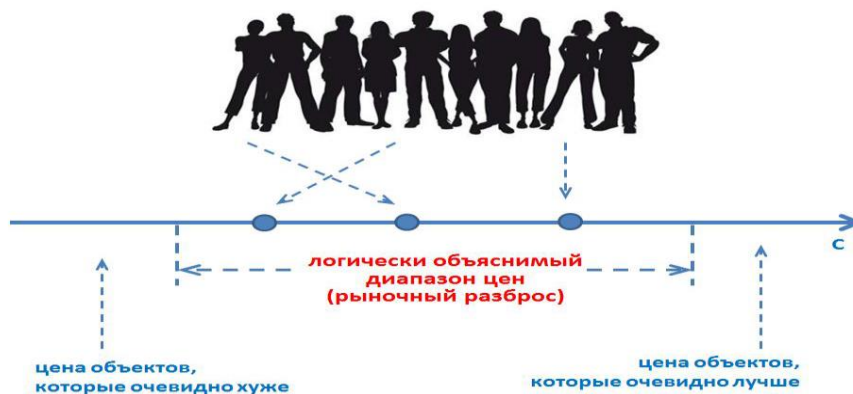 С
логически объяснимый
диапазон цен
(рыночный разброс)
цена объектов,
которые очевидно хуже
цена объектов,
которые очевидно лучше